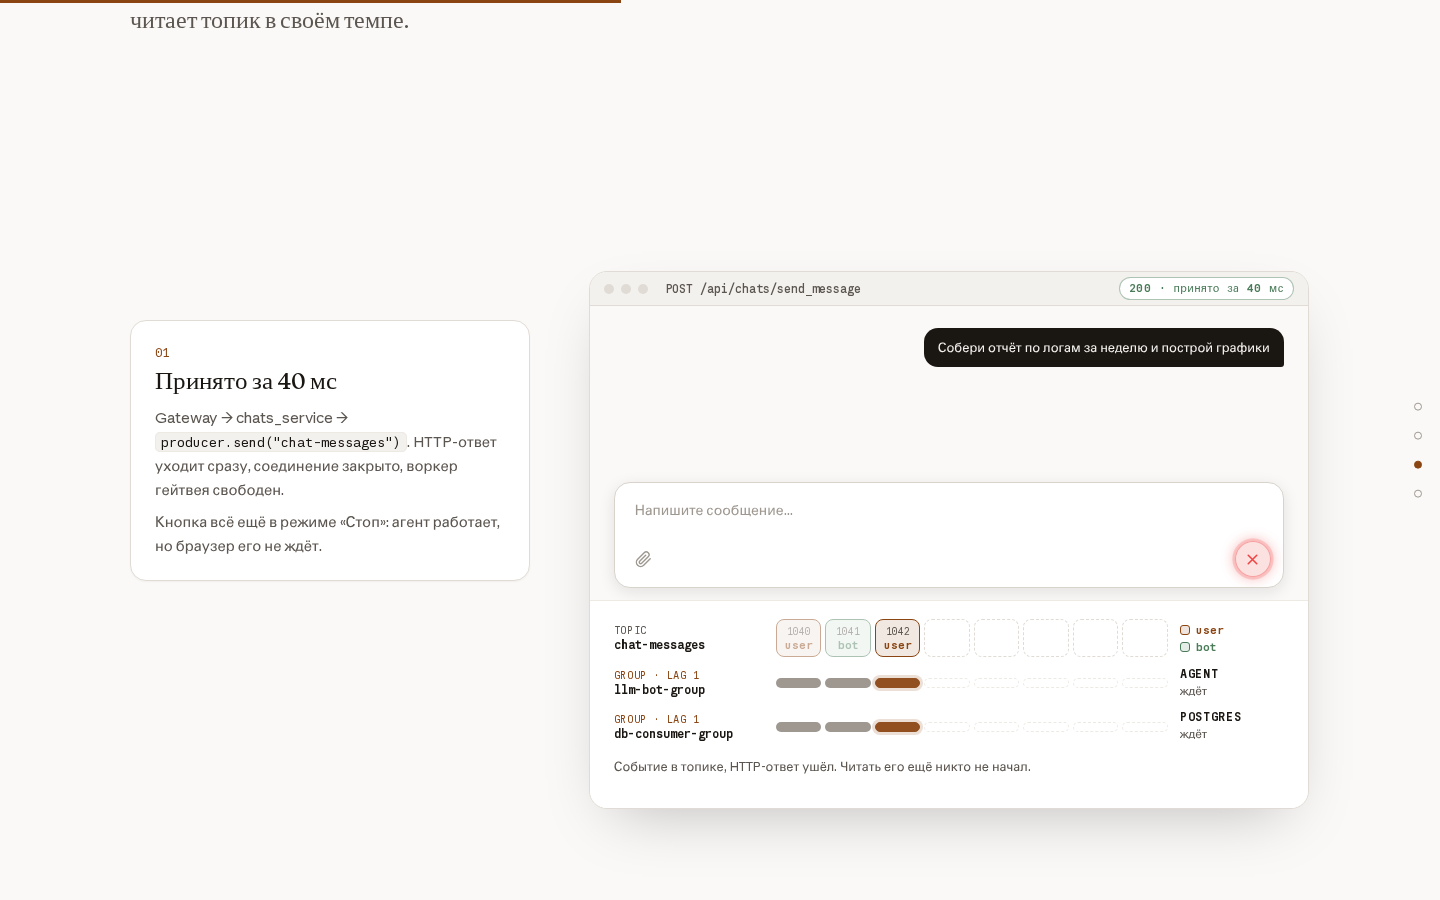 читает топик в своём темпе.
01
Принято за 40 мс
Gateway → chats_service →
producer.send("chat-messages"). HTTP-ответ
уходит сразу, соединение закрыто, воркер
гейтвея свободен.
Кнопка всё ещё в режиме «Стоп»: агент работает,
но браузер его не ждёт.
POST /api/chats/send_message
200 · принято за 40 мс
Собери отчёт по логам за неделю и построй графики
Напишите сообщение...
TOPIC
chat-messages
1040
user
1041
bot
1042
user
user
bot
GROUP · LAG 1
llm-bot-group
AGENT
ждёт
GROUP · LAG 1
db-consumer-group
POSTGRES
ждёт
Событие в топике, HTTP-ответ ушёл. Читать его ещё никто не начал.